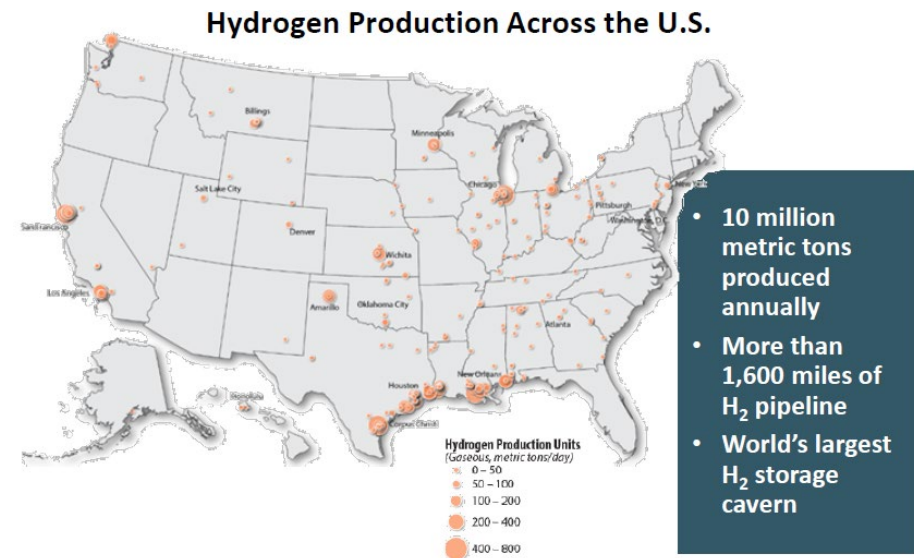 Hydrogen Production Across the U.S.
Billings
Minneapolis
Salt Lake City
Chicago
New York
Pittsburgh
Washington, D.C.
San Francisco
Denver
Wichita
Los Angeles
Amarillo
Oklahoma City
Atlanta
New Orleans
Houston
Honolulu
Corpus Christi
Hydrogen Production Units
(Gaseous, metric tons/day)
0 – 50
50 – 100
100 – 200
200 – 400
400 – 800
• 10 million
metric tons
produced
annually
• More than
1,600 miles of
H₂ pipeline
• World's largest
H₂ storage
cavern